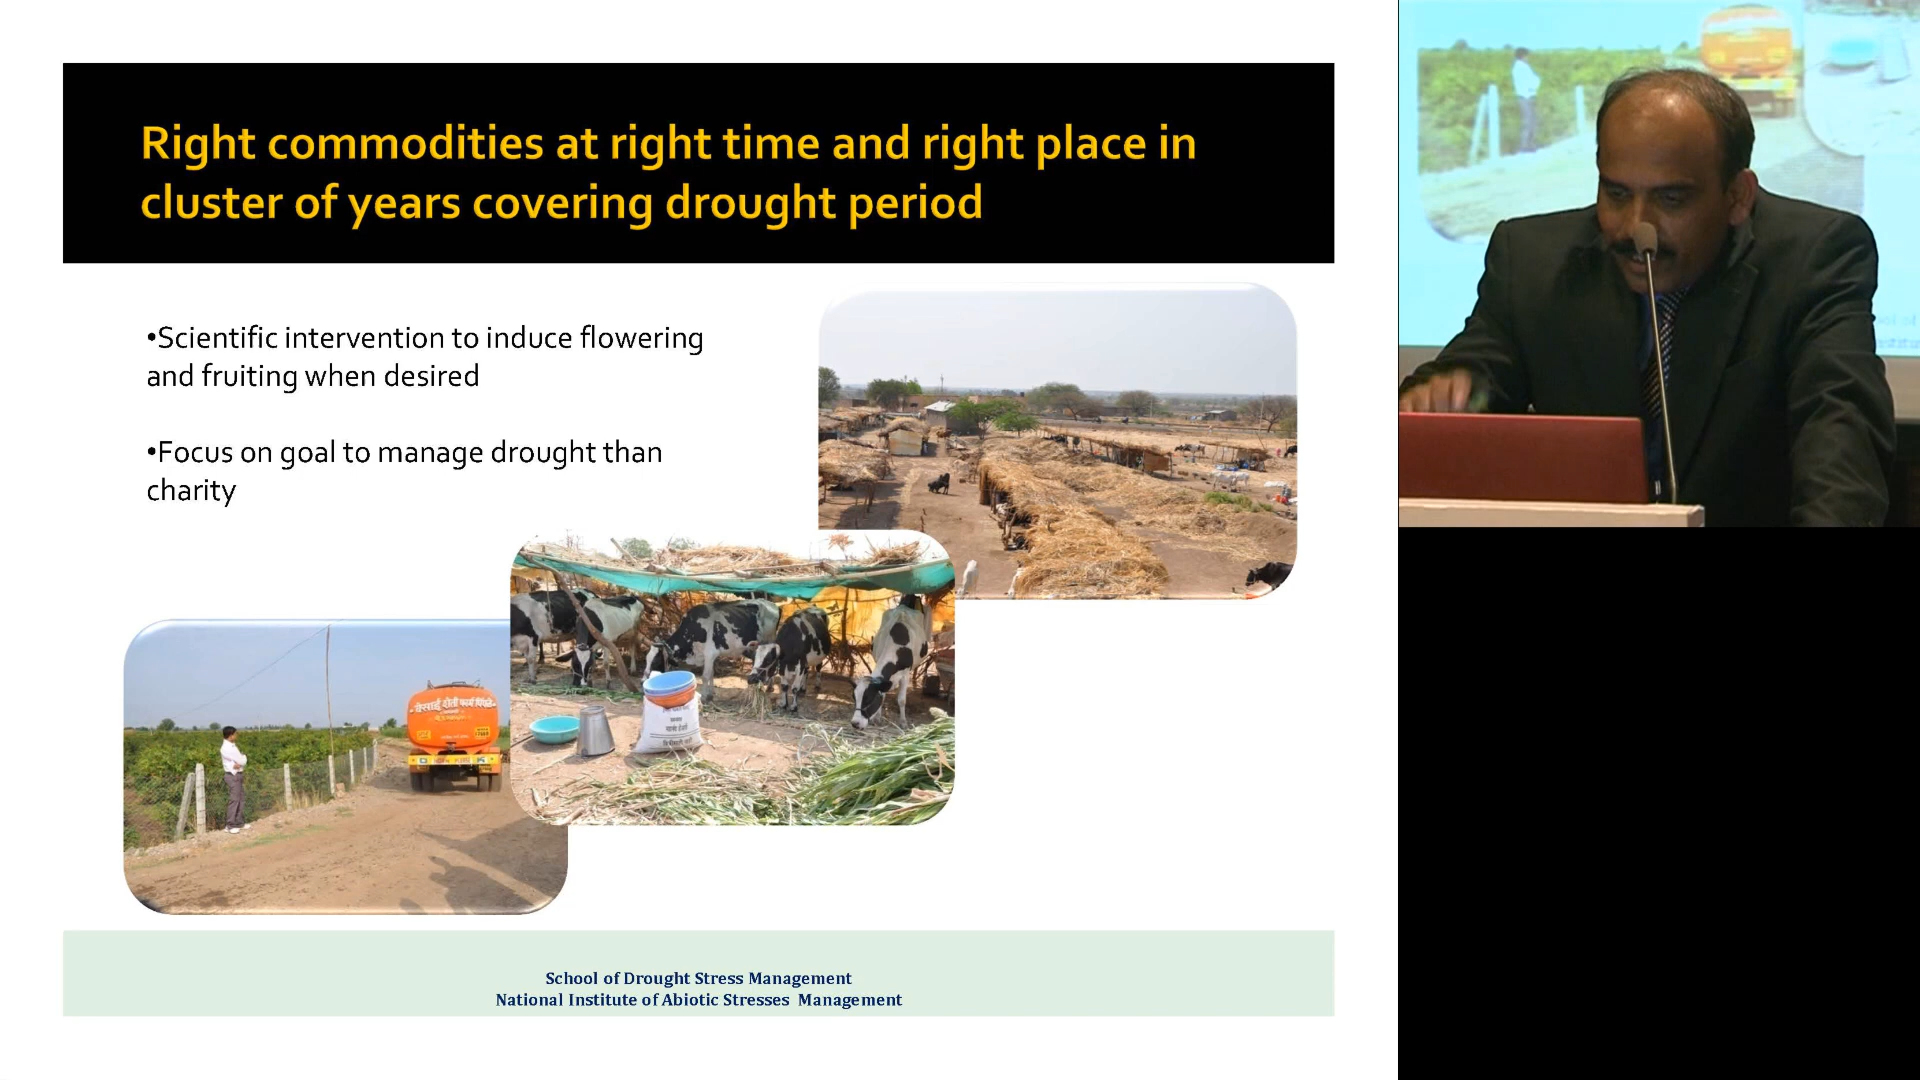 Right commodities at right time and right place in
cluster of years covering drought period
•Scientific intervention to induce flowering
and fruiting when desired
•Focus on goal to manage drought than
charity
School of Drought Stress Management
National Institute of Abiotic Stresses Management